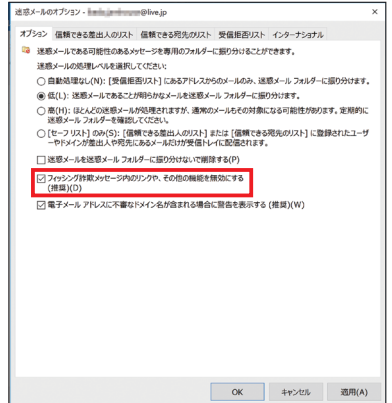 迷惑メールのオプション - @live.jp
オプション 信頼できる差出人のリスト 信頼できる宛先のリスト 受信拒否リスト インターナショナル
迷惑メールである可能性のあるメッセージを専用のフォルダーに振り分けることができます。
迷惑メールの処理レベルを選択してください:
自動処理なし(N): [受信拒否リスト] にあるアドレスからのメールのみ、迷惑メール フォルダーに振り分けます。
低(L): 迷惑メールであることが明らかなメールを迷惑メール フォルダーに振り分けます。
高(H): ほとんどの迷惑メールが処理されますが、通常のメールもその対象になる可能性があります。定期的に
迷惑メール フォルダーを確認してください。
[セーフ リスト] のみ(S): [信頼できる差出人のリスト] または [信頼できる宛先のリスト] に登録されたユーザ
ーやドメインが差出人や宛先にあるメールだけが受信トレイに配信されます。
迷惑メールを迷惑メール フォルダーに振り分けないで削除する(P)
フィッシング詐欺メッセージ内のリンクや、その他の機能を無効にする
(推奨)(D)
電子メール アドレスに不審なドメイン名が含まれる場合に警告を表示する (推奨)(W)
OK キャンセル 適用(A)